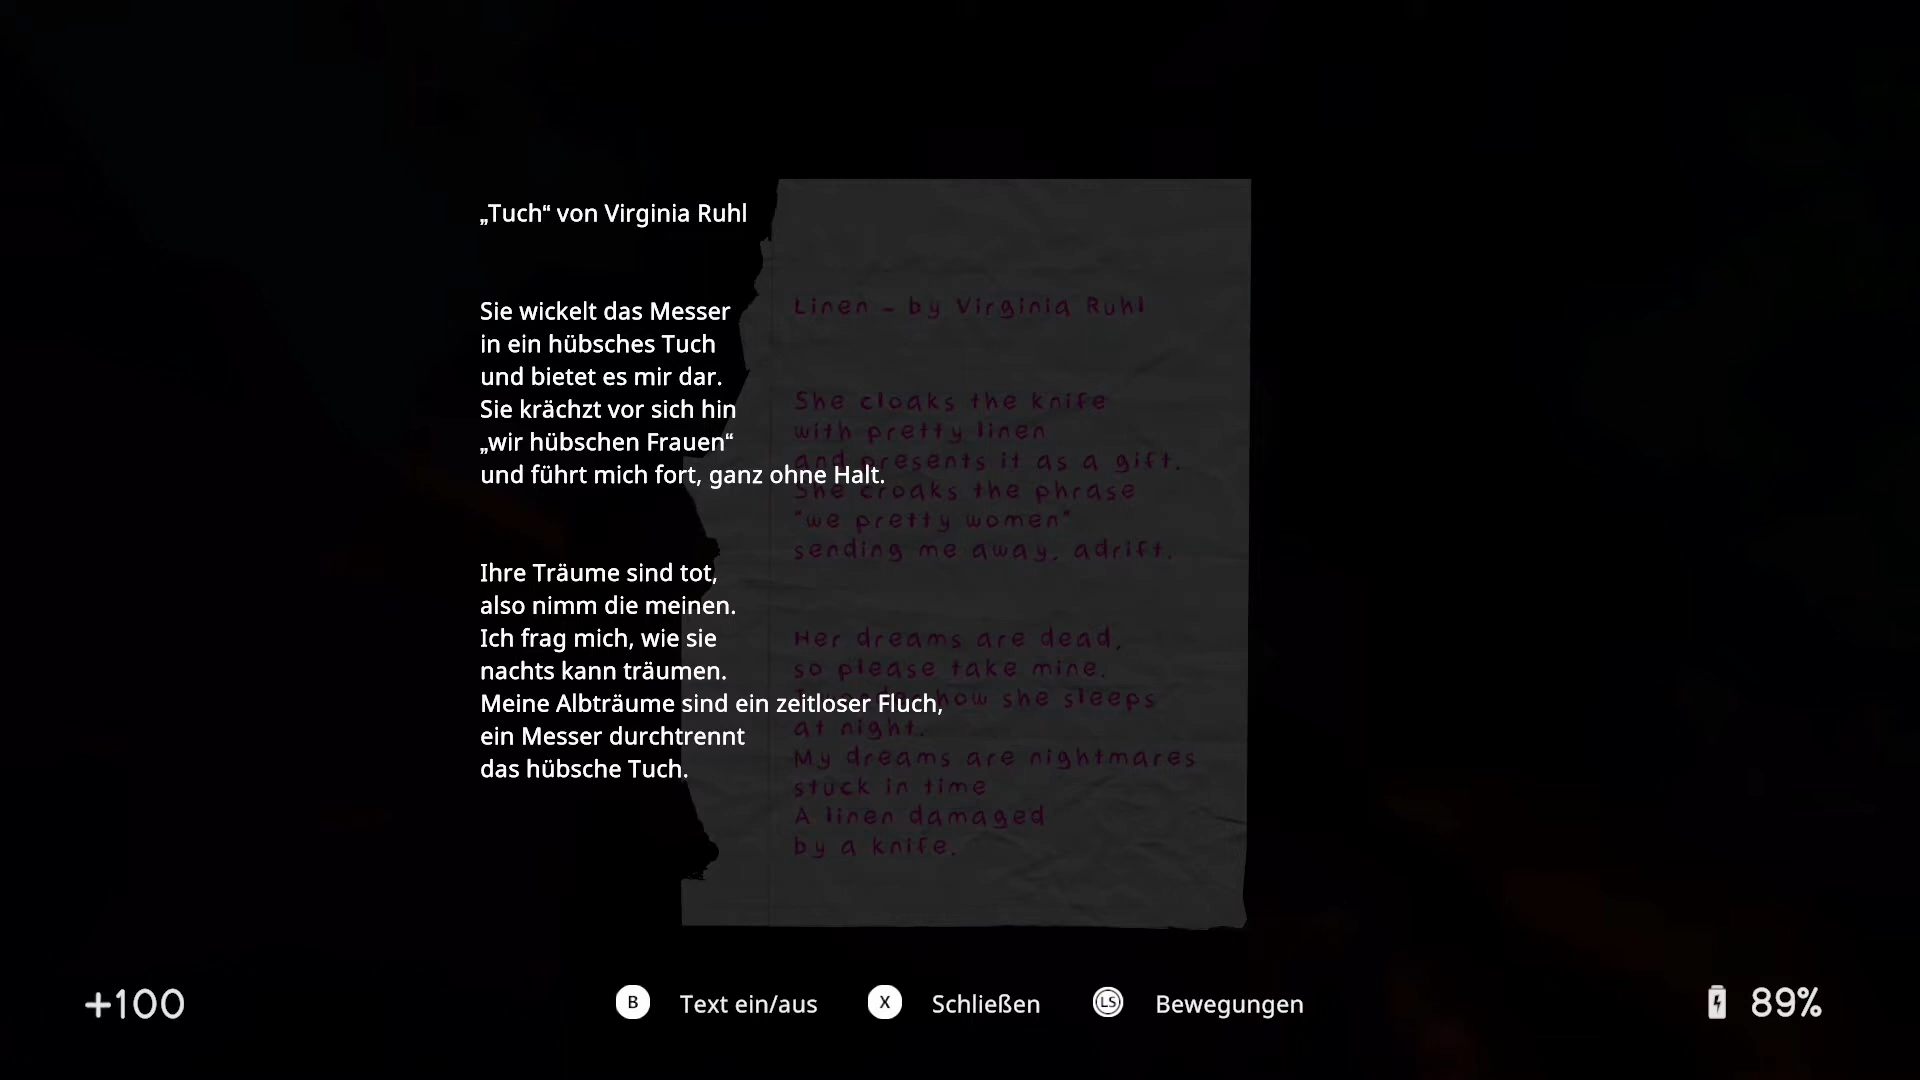 „Tuch“ von Virginia Ruhl
Sie wickelt das Messer
in ein hübsches Tuch
und bietet es mir dar.
Sie krächzt vor sich hin
„wir hübschen Frauen“
und führt mich fort, ganz ohne Halt.
Ihre Träume sind tot,
also nimm die meinen.
Ich frag mich, wie sie
nachts kann träumen.
Meine Albträume sind ein zeitloser Fluch,
ein Messer durchtrennt
das hübsche Tuch.
Linen - by Virginia Ruhl
She cloaks the knife
with pretty linen
and presents it as a gift.
She croaks the phrase
"we pretty women"
sending me away, adrift.
Her dreams are dead,
so please take mine.
I wonder how she sleeps
at night.
My dreams are nightmares
stuck in time
A linen damaged
by a knife.
+100
B Text ein/aus
X Schließen
LS Bewegungen
89%